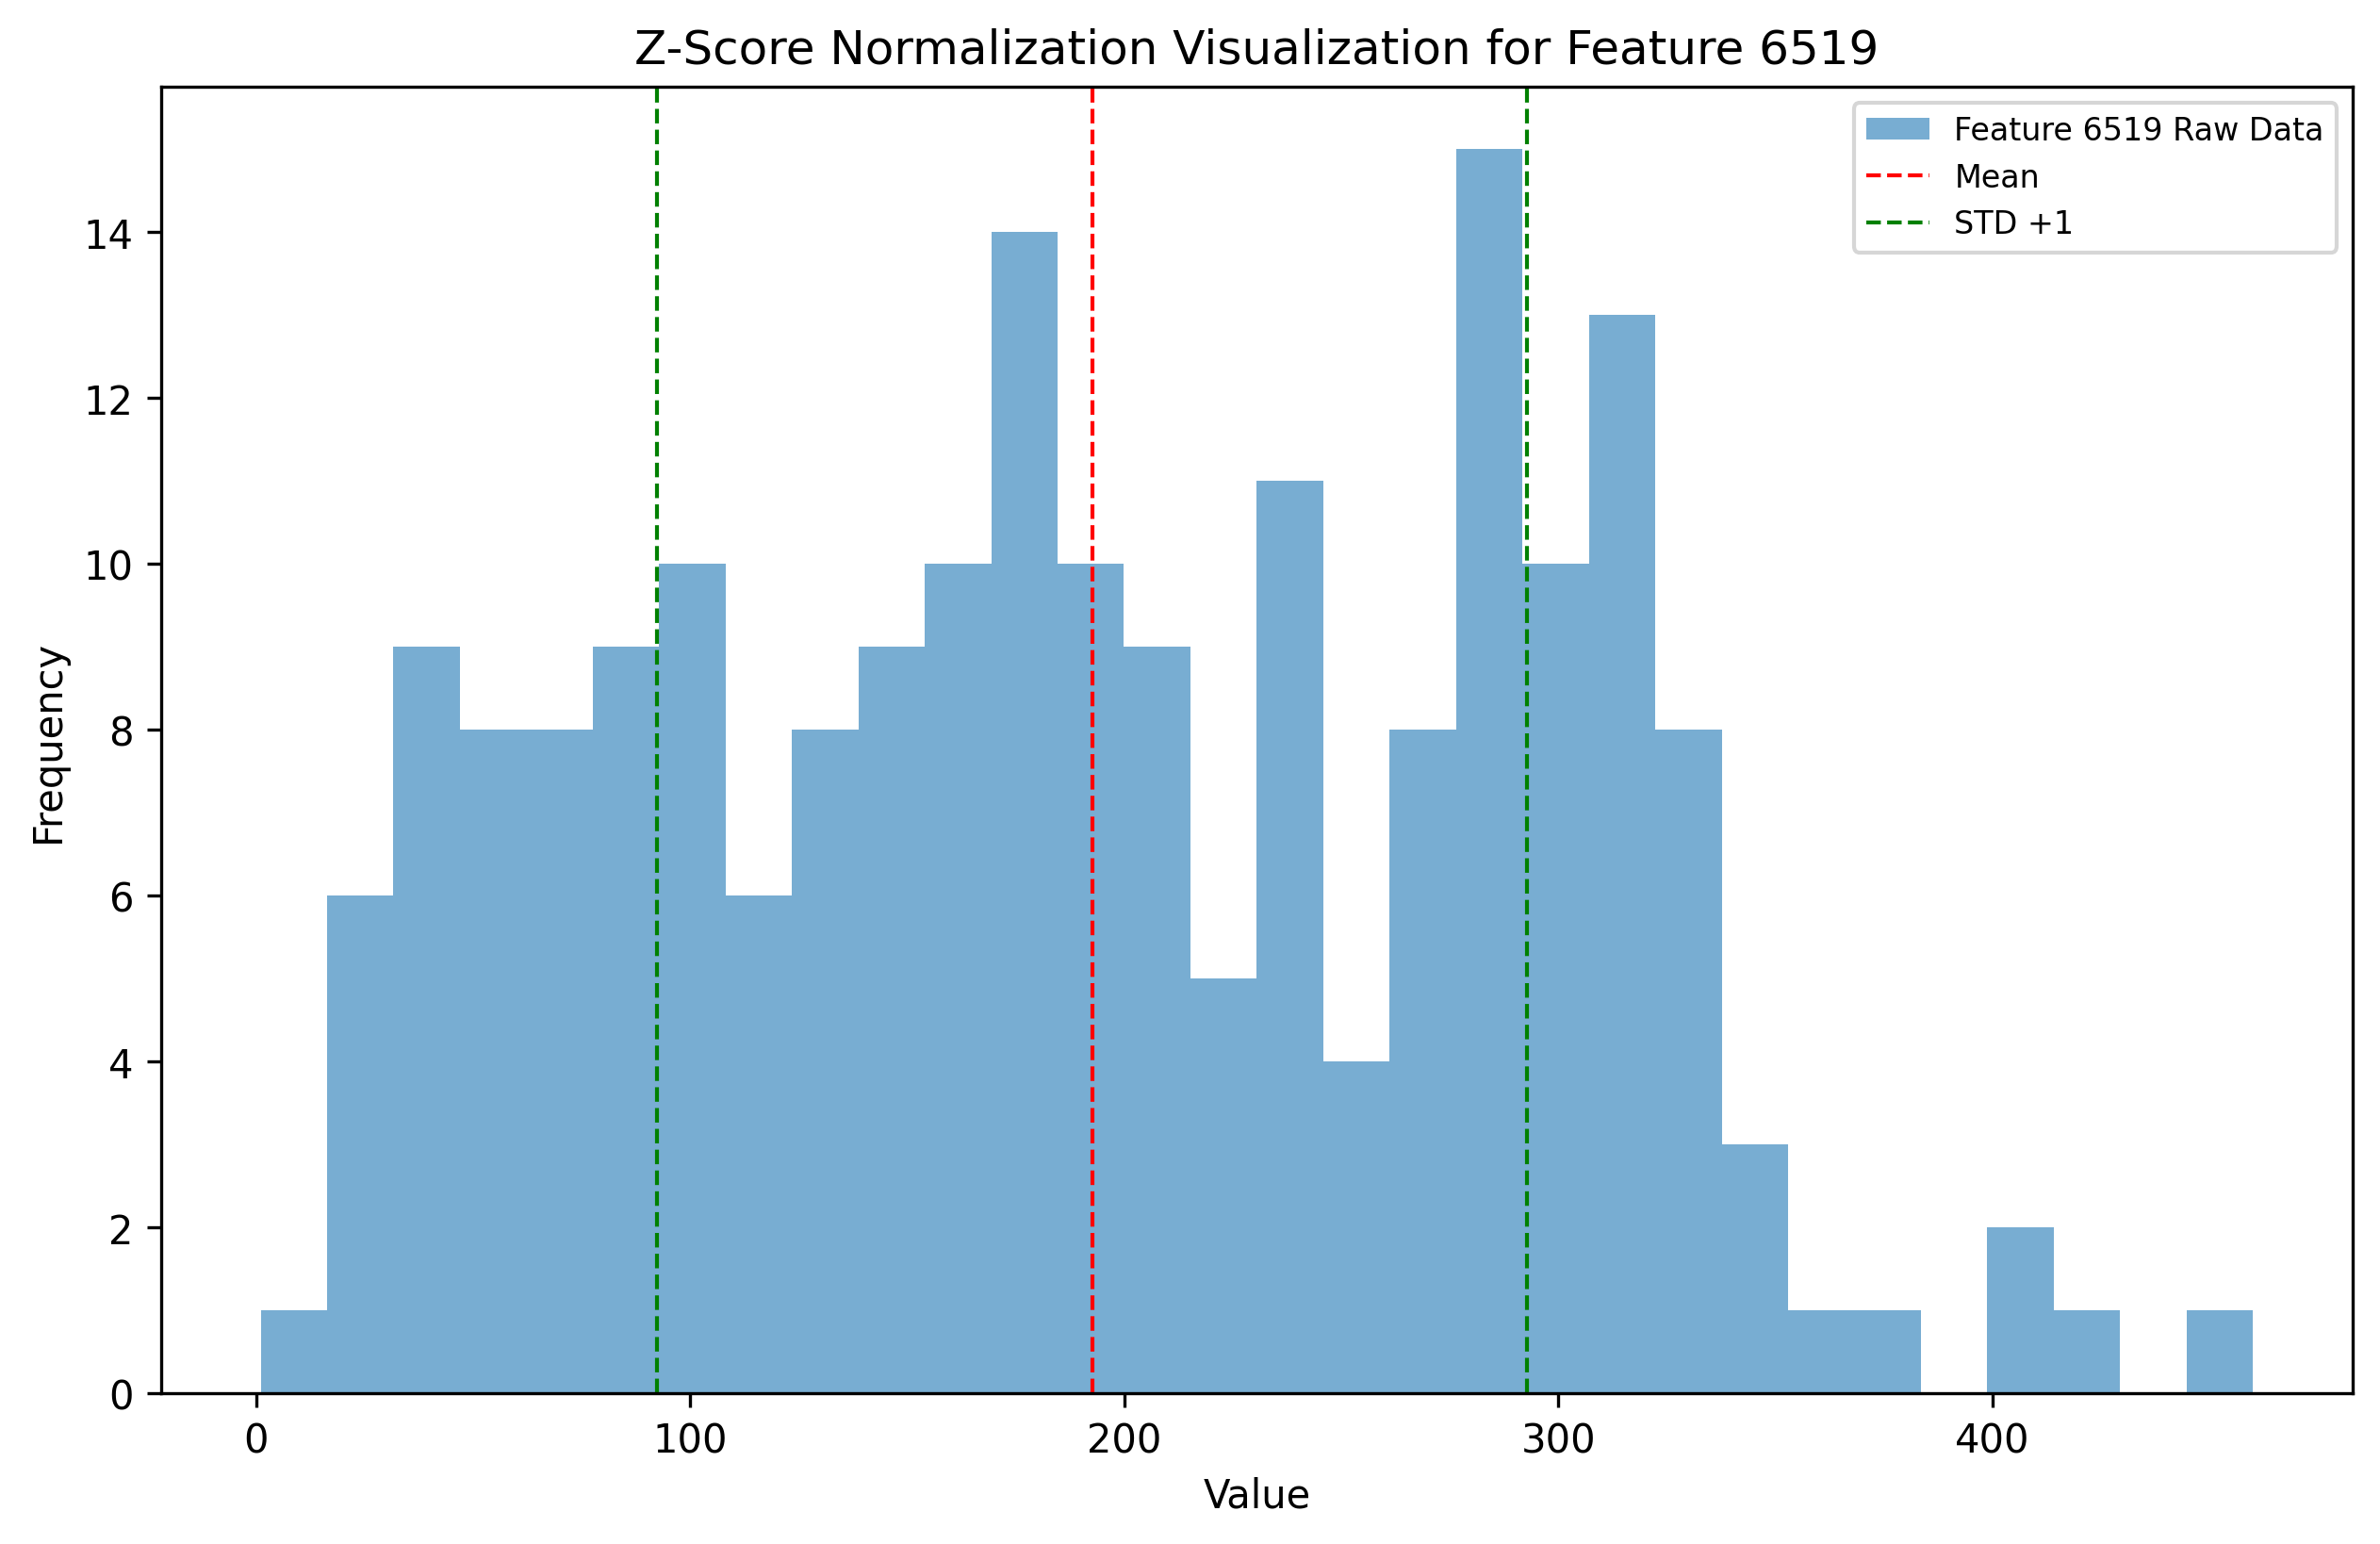 Z-Score Normalization Visualization for Feature 6519
Feature 6519 Raw Data
Mean
STD +1
14
12
10
8
6
4
2
0
Frequency
0
100
200
300
400
Value